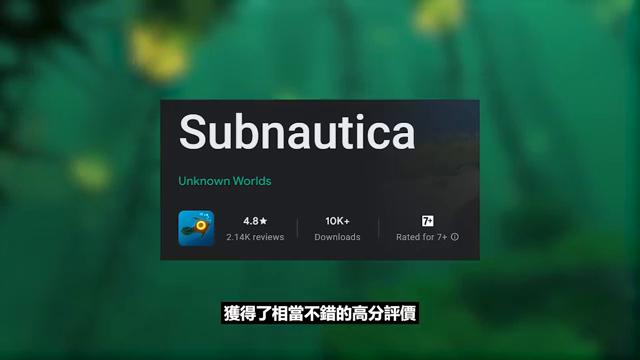 Subnautica
Unknown Worlds
4.8★ 10K+ 7+
2.14K reviews Downloads Rated for 7+
獲得了相當不錯的高分評價